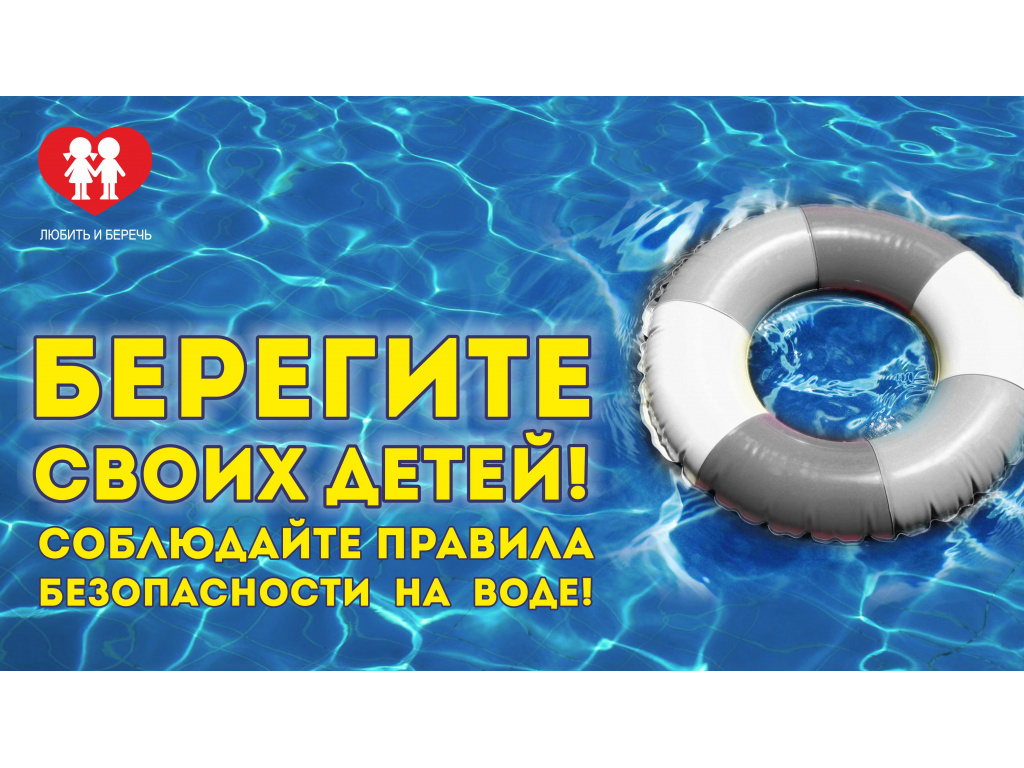 ЛЮБИТЬ И БЕРЕЧЬ
БЕРЕГИТЕ
СВОИХ ДЕТЕЙ!
СОБЛЮДАЙТЕ ПРАВИЛА
БЕЗОПАСНОСТИ НА ВОДЕ!